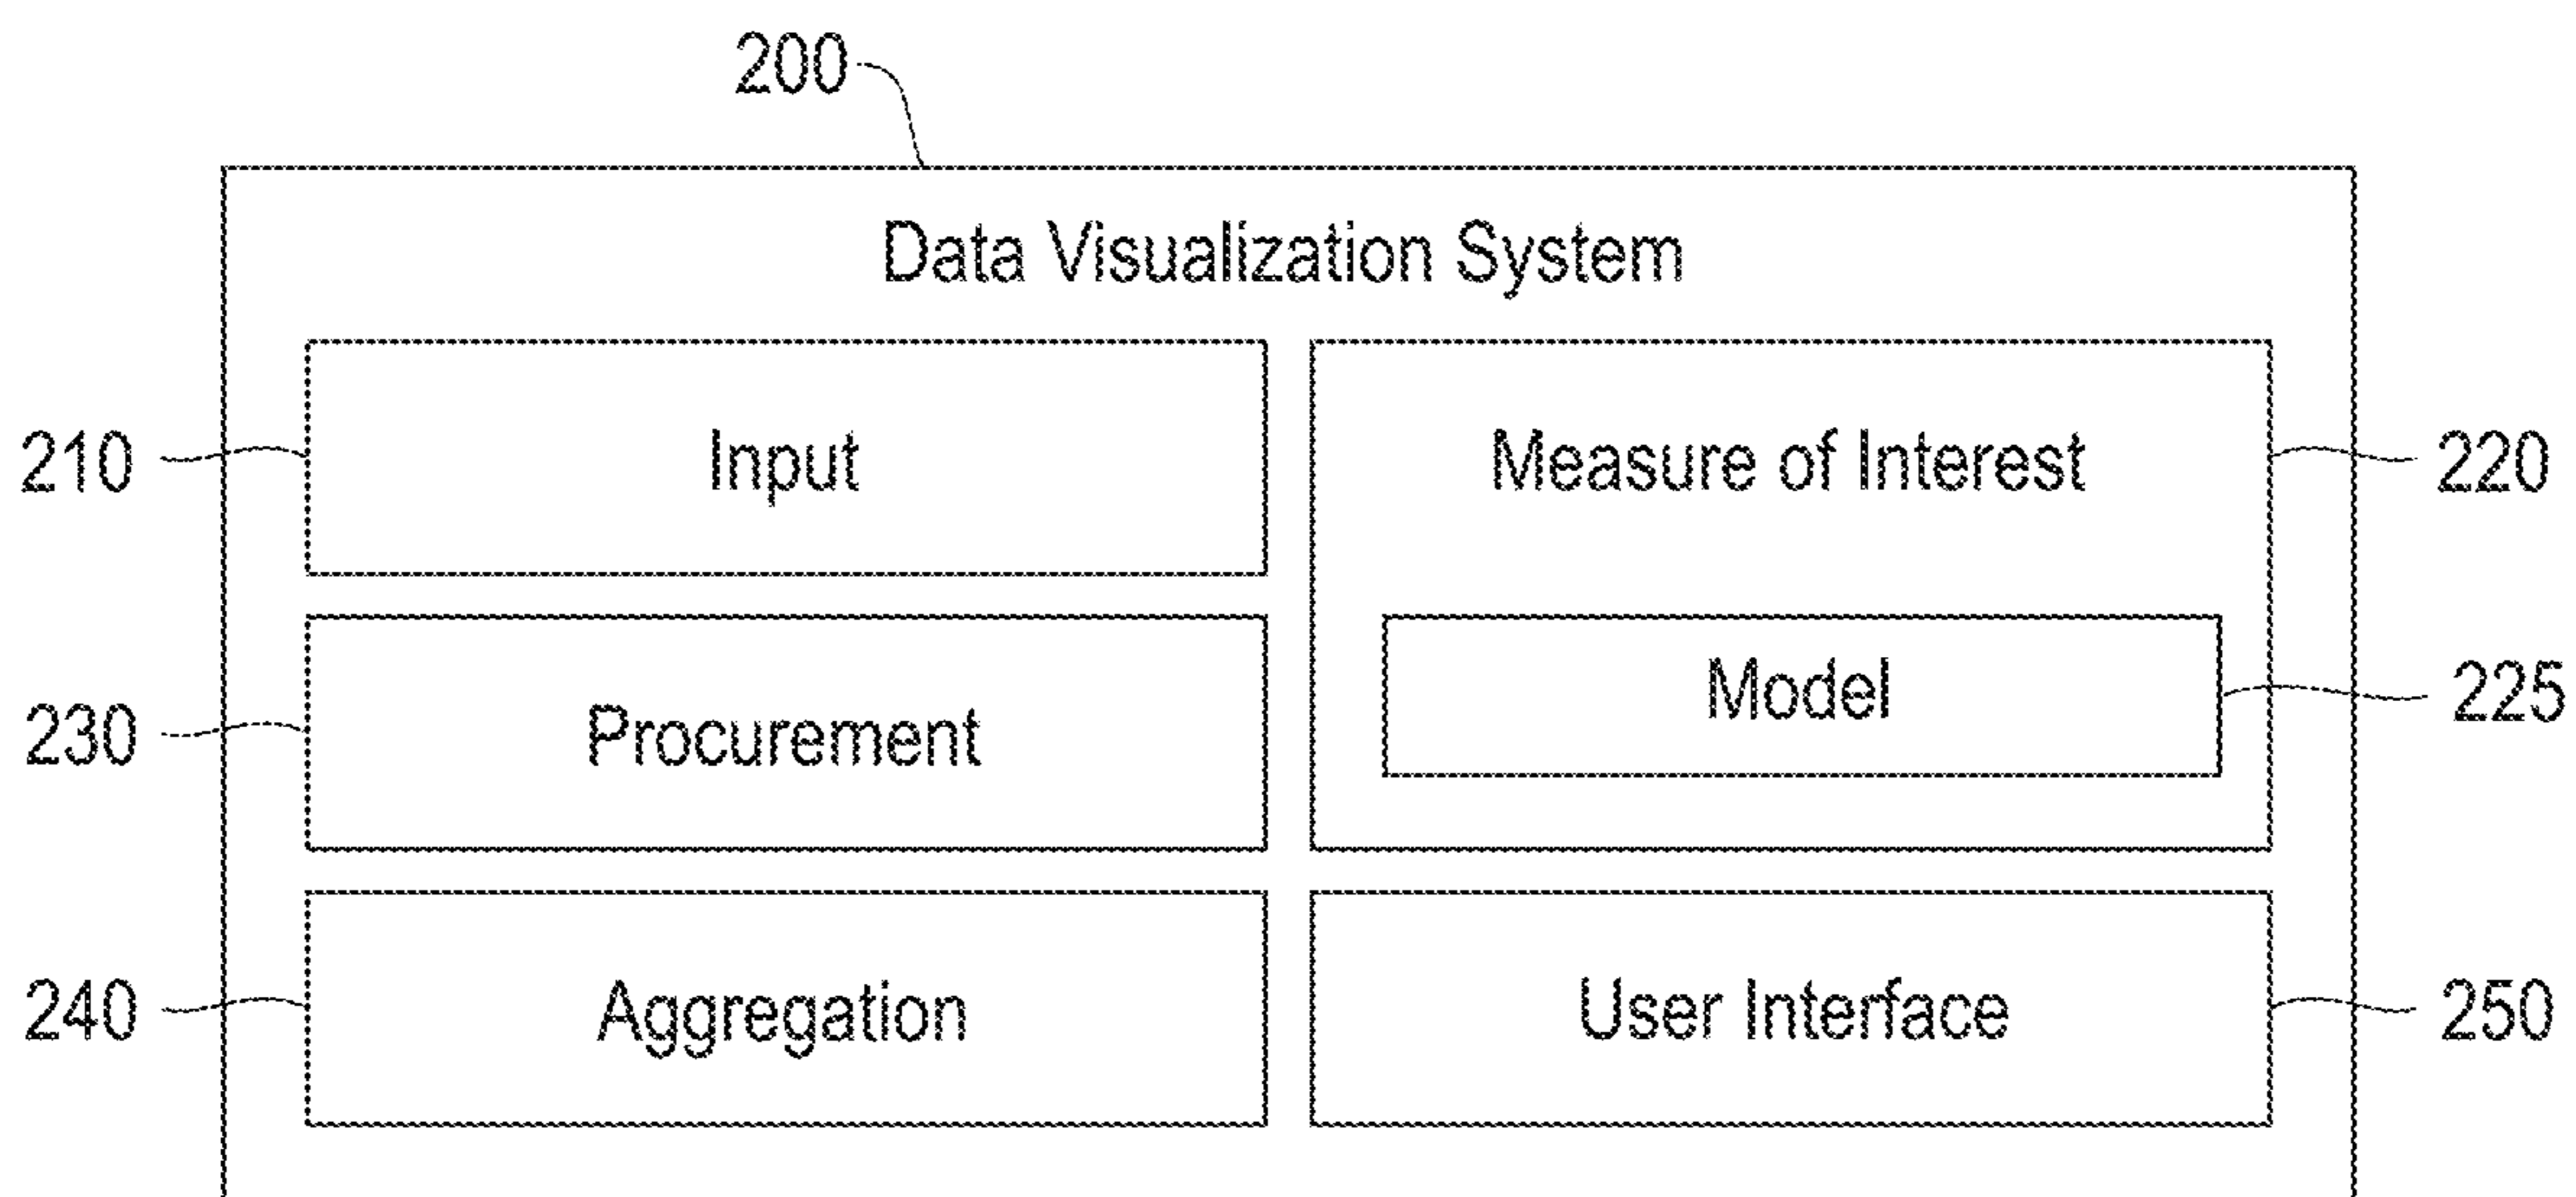 200
Data Visualization System
210
Input
Measure of Interest
220
230
Procurement
Model
225
240
Aggregation
User Interface
250